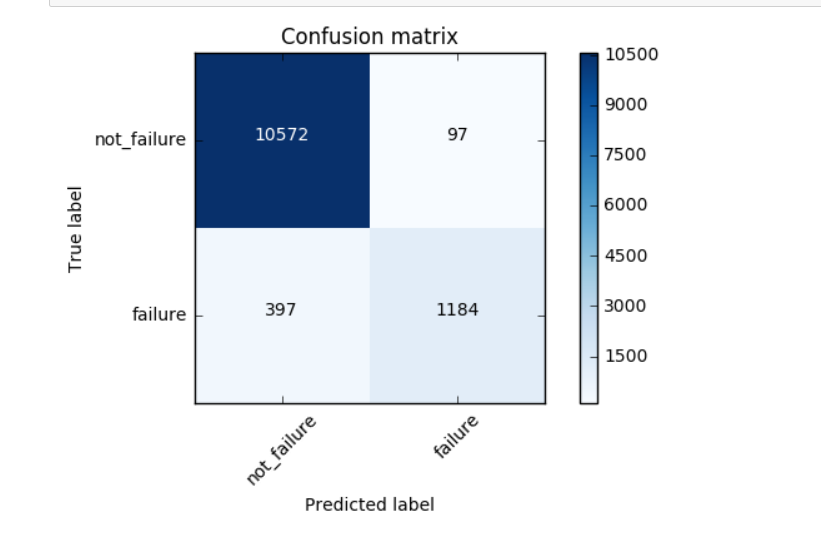 Confusion matrix
not_failure
failure
True label
10572
97
397
1184
not_failure
failure
Predicted label
10500
9000
7500
6000
4500
3000
1500